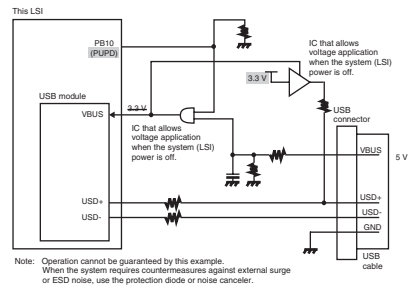 This LSI
PB10
(PUPD)
IC that allows
voltage application
when the system (LSI)
power is off.
3.3 V
USB module
3.3 V
USB
connector
VBUS
IC that allows
voltage application
when the system (LSI)
power is off.
VBUS
5 V
USD+
USD+
USD-
USD-
GND
USB
cable
Note: Operation cannot be guaranteed by this example.
When the system requires countermeasures against external surge
or ESD noise, use the protection diode or noise canceler.